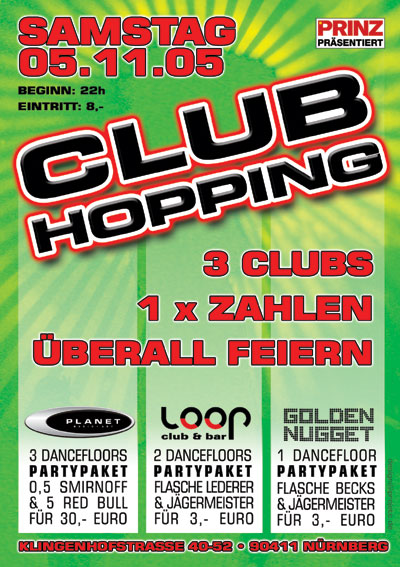 SAMSTAG
05.11.05
PRINZ
PRÄSENTIERT
BEGINN: 22h
EINTRITT: 8,-
CLUB
HOPPING
3 CLUBS
1 x ZAHLEN
ÜBERALL FEIERN
PLANET
3 DANCEFLOORS
PARTYPAKET
0,5 SMIRNOFF
& 5 RED BULL
FÜR 30,- EURO
LOOP
club & bar
2 DANCEFLOORS
PARTYPAKET
FLASCHE LEDERER
& JÄGERMEISTER
FÜR 3,- EURO
GOLDEN
NUGGET
1 DANCEFLOOR
PARTYPAKET
FLASCHE BECKS
& JÄGERMEISTER
FÜR 3,- EURO
KLINGENHOFSTRASSE 40-52 • 90411 NÜRNBERG